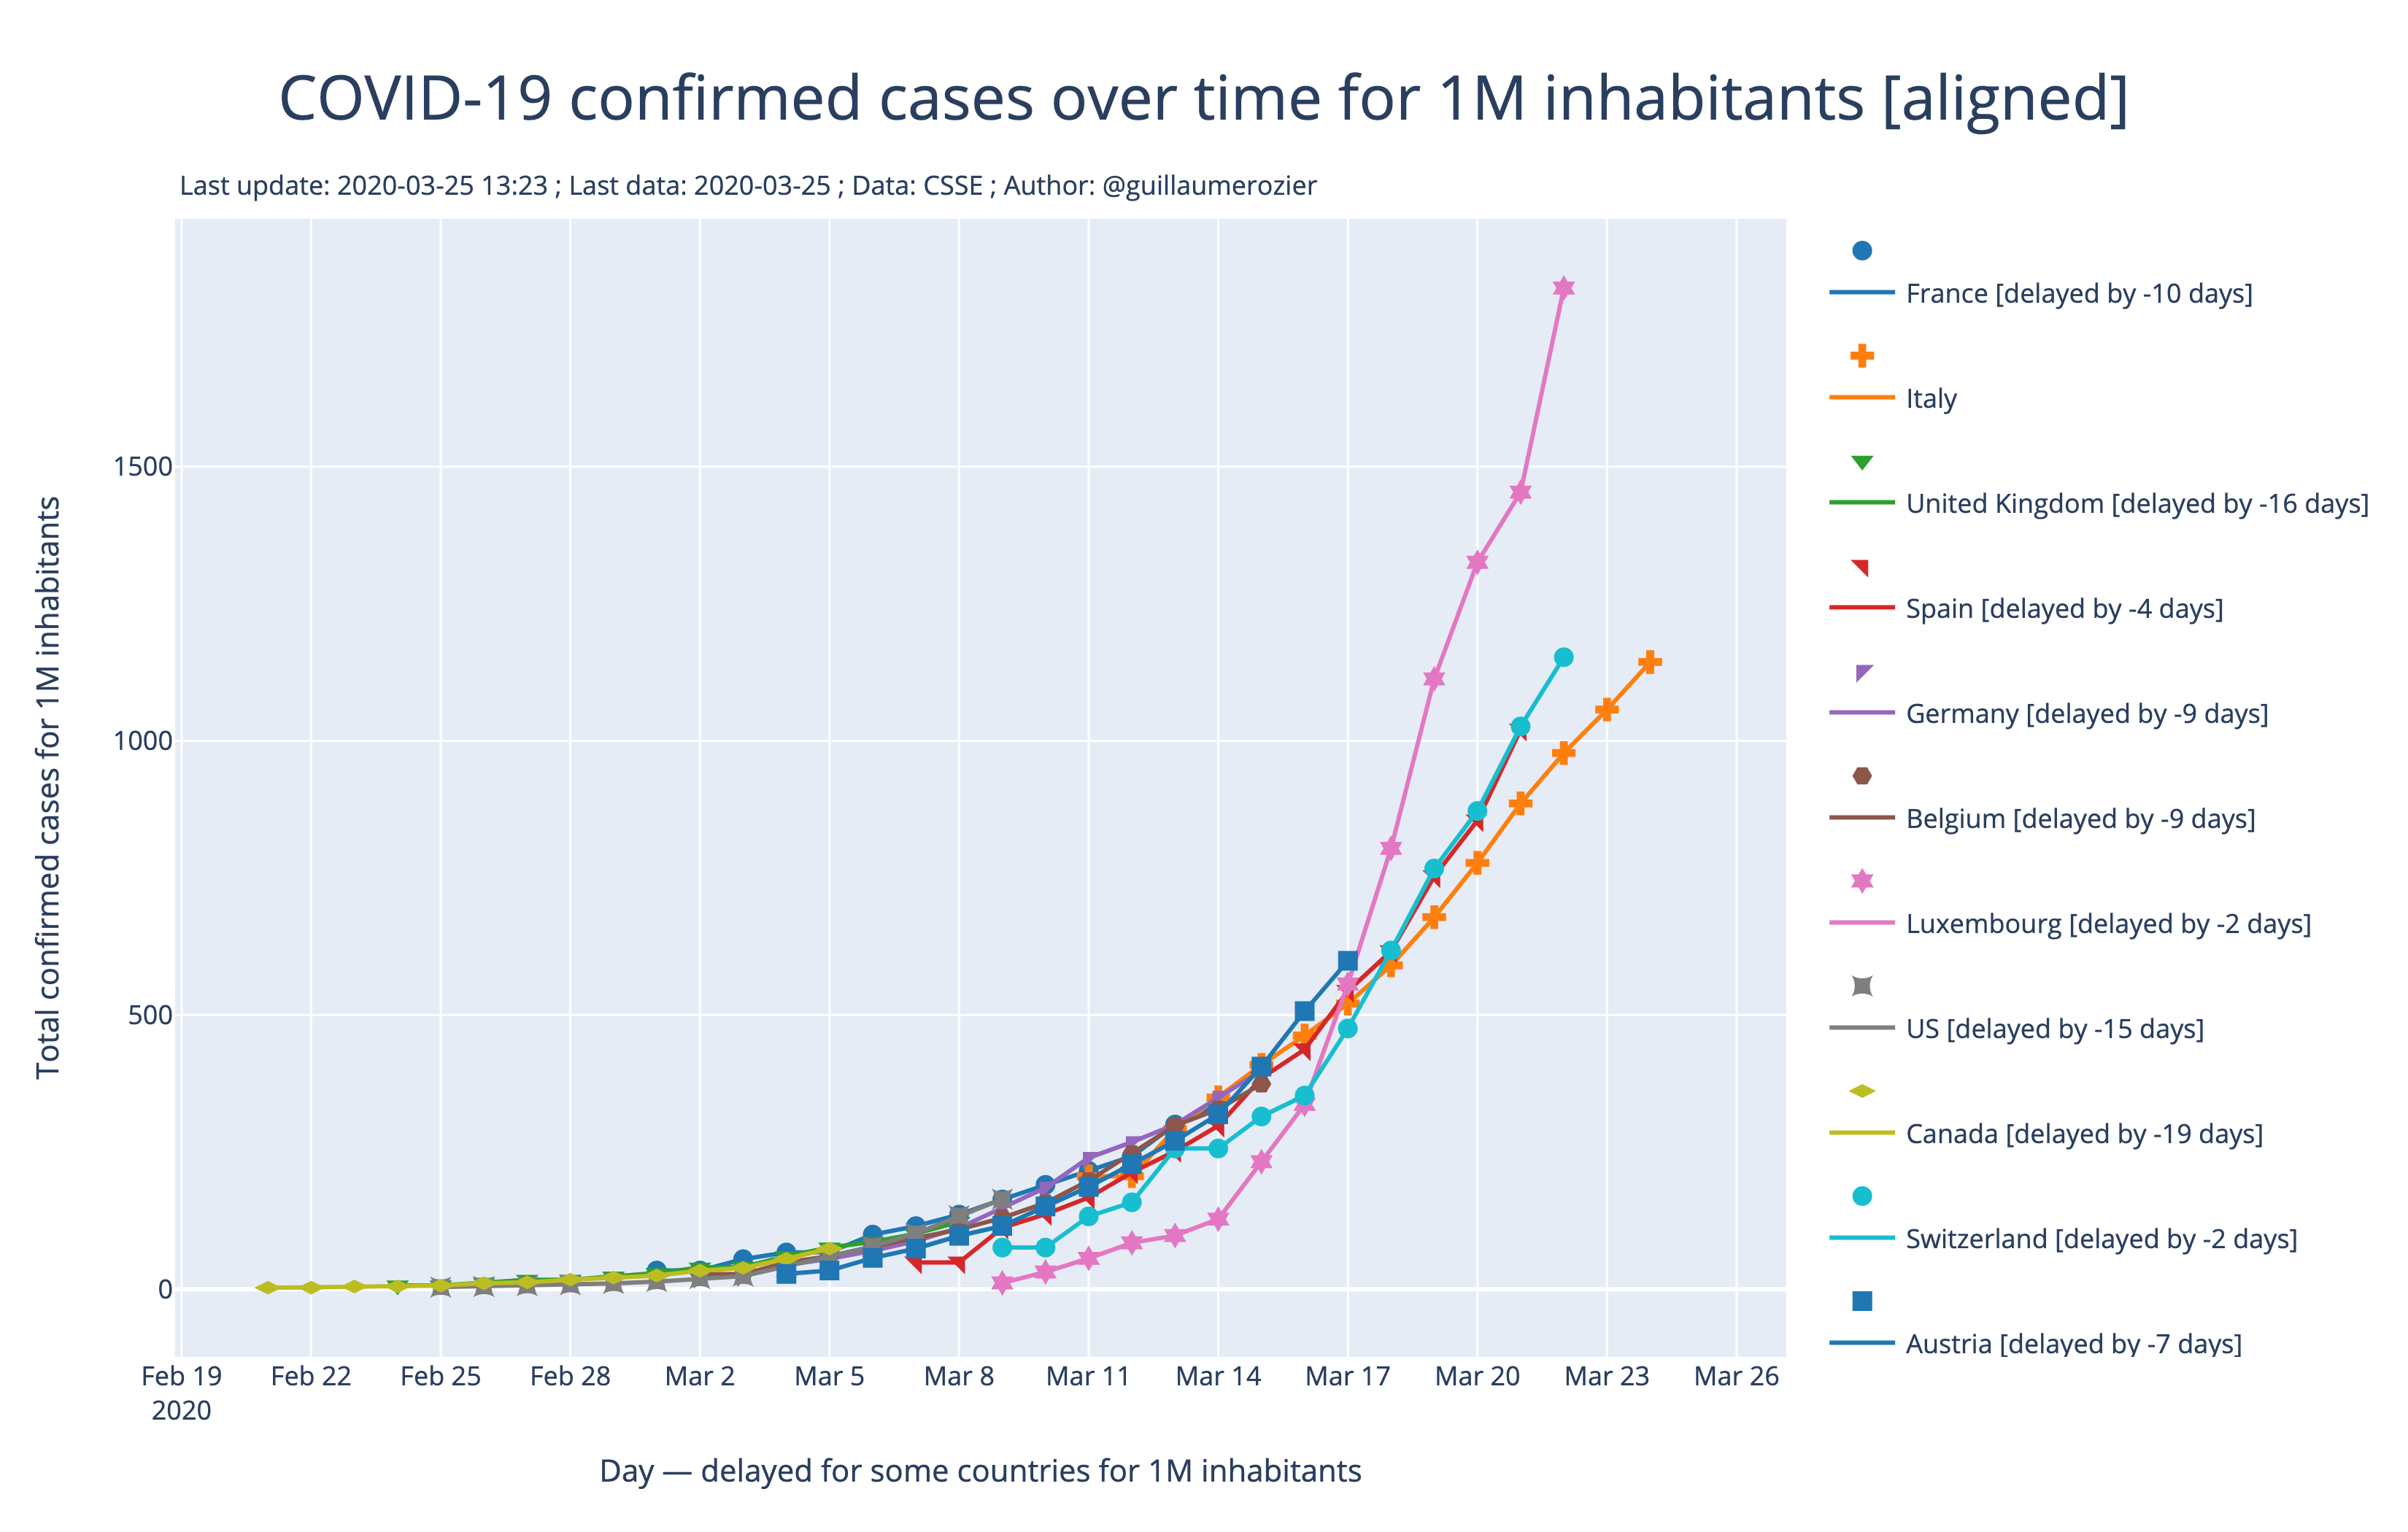 COVID-19 confirmed cases over time for 1M inhabitants [aligned]
Last update: 2020-03-25 13:23 ; Last data: 2020-03-25 ; Data: CSSE ; Author: @guillaumerozier
Total confirmed cases for 1M inhabitants
1500
1000
500
0
Feb 19 Feb 22 Feb 25 Feb 28 Mar 2 Mar 5 Mar 8 Mar 11 Mar 14 Mar 17 Mar 20 Mar 23 Mar 26
2020
Day — delayed for some countries for 1M inhabitants
France [delayed by -10 days]
Italy
United Kingdom [delayed by -16 days]
Spain [delayed by -4 days]
Germany [delayed by -9 days]
Belgium [delayed by -9 days]
Luxembourg [delayed by -2 days]
US [delayed by -15 days]
Canada [delayed by -19 days]
Switzerland [delayed by -2 days]
Austria [delayed by -7 days]